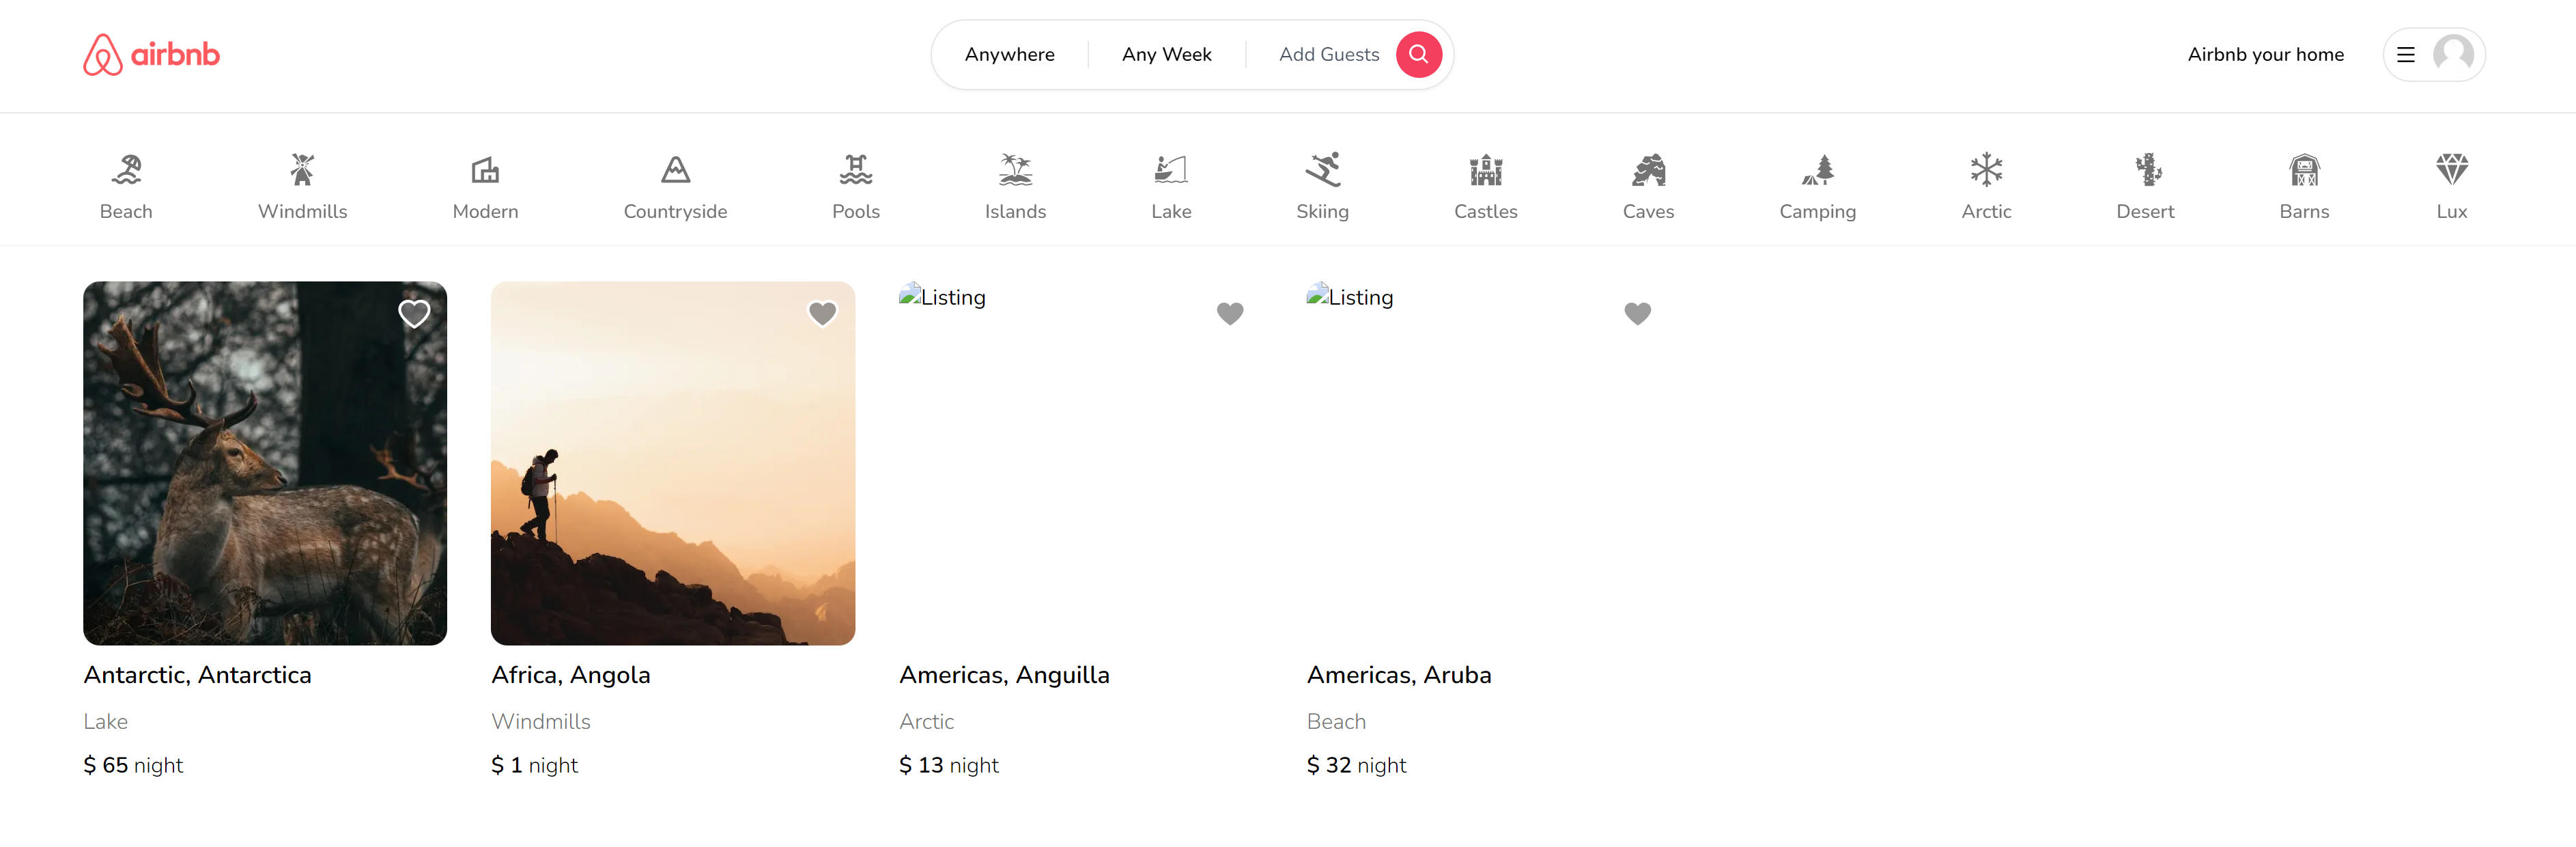 airbnb
Anywhere
Any Week
Add Guests
Airbnb your home
Beach
Windmills
Modern
Countryside
Pools
Islands
Lake
Skiing
Castles
Caves
Camping
Arctic
Desert
Barns
Lux
Listing
Listing
Antarctic, Antarctica
Lake
$ 65 night
Africa, Angola
Windmills
$ 1 night
Americas, Anguilla
Arctic
$ 13 night
Americas, Aruba
Beach
$ 32 night